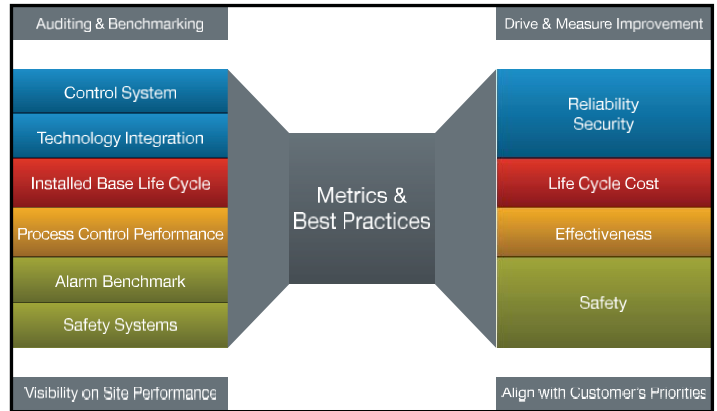 Auditing & Benchmarking
Drive & Measure Improvement
Control System
Technology Integration
Installed Base Life Cycle
Process Control Performance
Alarm Benchmark
Safety Systems
Metrics &
Best Practices
Reliability
Security
Life Cycle Cost
Effectiveness
Safety
Visibility on Site Performance
Align with Customer's Priorities